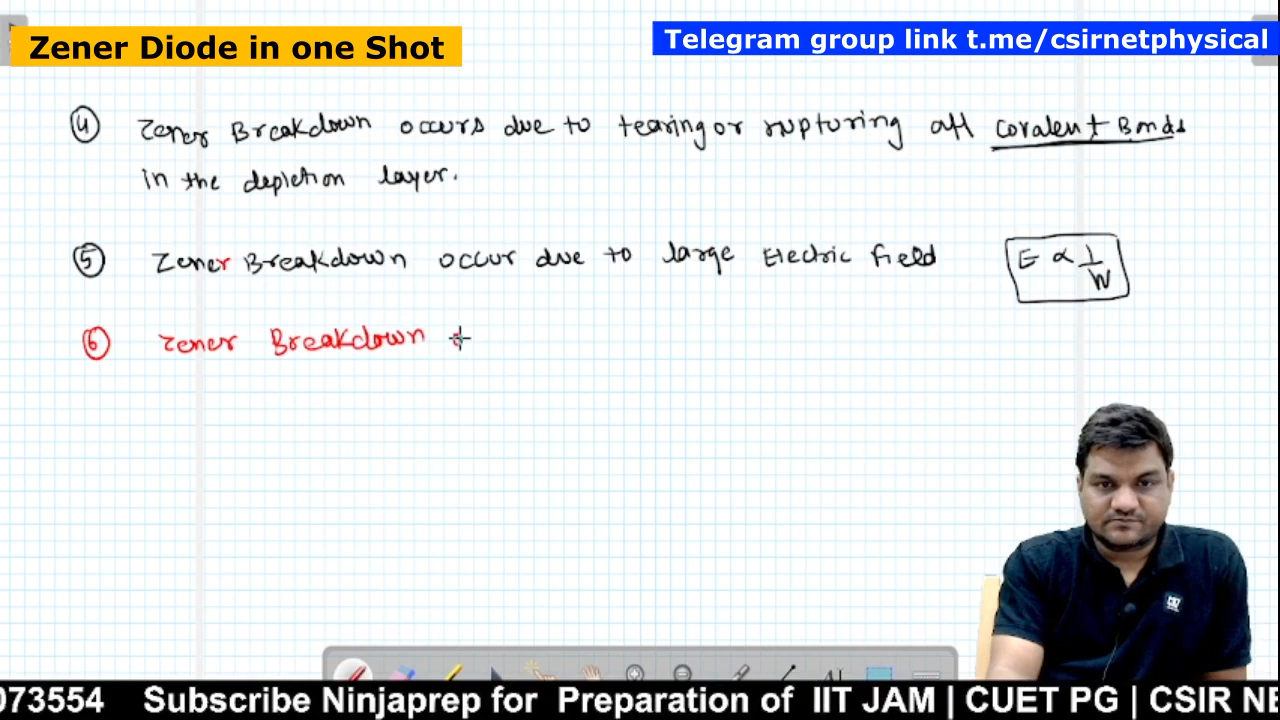 Zener Diode in one Shot
Telegram group link t.me/csirnetphysical
④ Zener Breakdown occurs due to tearing or rupturing off Covalent Bonds
in the depletion layer.
⑤ Zener Breakdown occur due to large Electric field E ∝ 1/W
⑥ Zener Breakdown
073554 Subscribe Ninjaprep for Preparation of IIT JAM | CUET PG | CSIR NE